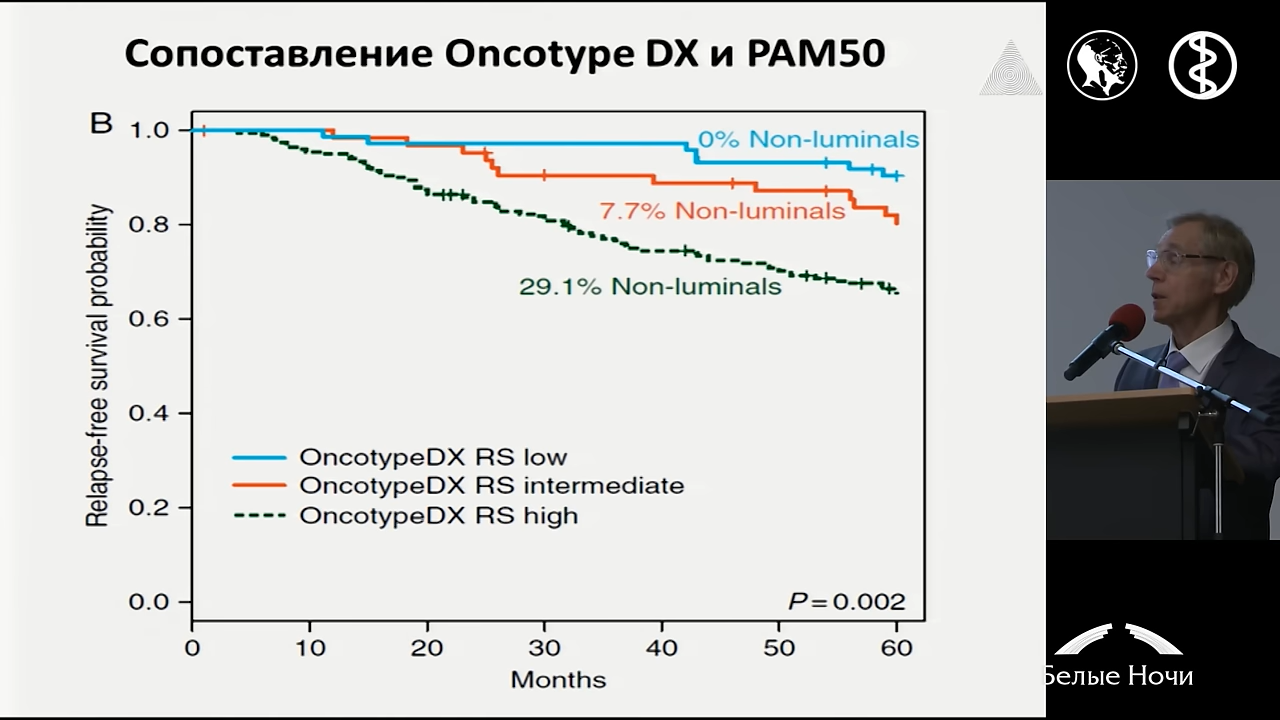 Сопоставление Oncotype DX и PAM50
B
1.0
0.8
0.6
0.4
0.2
0.0
Relapse-free survival probability
0% Non-luminals
7.7% Non-luminals
29.1% Non-luminals
OncotypeDX RS low
OncotypeDX RS intermediate
OncotypeDX RS high
P=0.002
0 10 20 30 40 50 60
Months
Белые Ночи